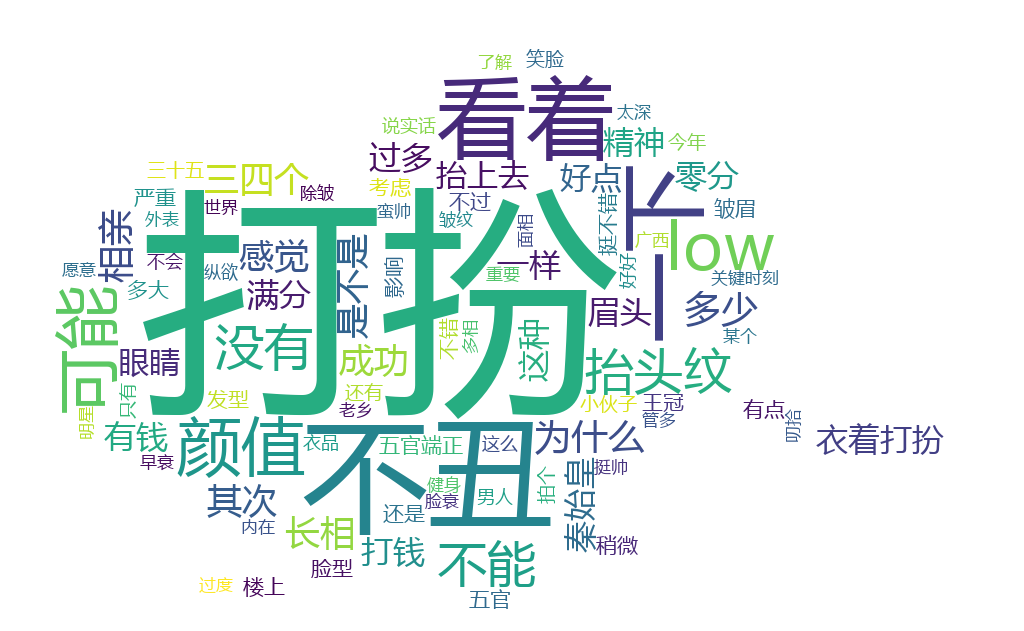 了解
笑脸
看着
太深
说实话
精神
今年
过多
抬上去
好点
零分
三十五
三四个
考虑
不过
严重
世界
除皱
蛮帅
皱纹
外表
相亲
打扮
面相
挺不错
一长
皱眉
广西
low
感觉
是不是
影响
一样
重要
好好
关键时刻
愿意
不会
纵欲
多大
满分
眉头
多少
可能
没有
不错
多相
这种
某个
眼睛
成功
抬头纹
只有
发型
还有
老乡
小伙子
王冠
管多
有点
明星
有钱
早衰
颜值
衣品
不丑
五官端正
这么
为什么
吻拾
衣着打扮
其次
内在
健身
脸衰
男人
拍个
挺帅
秦始皇
还是
长相
打钱
不能
稍微
脸型
过度
楼上
五官